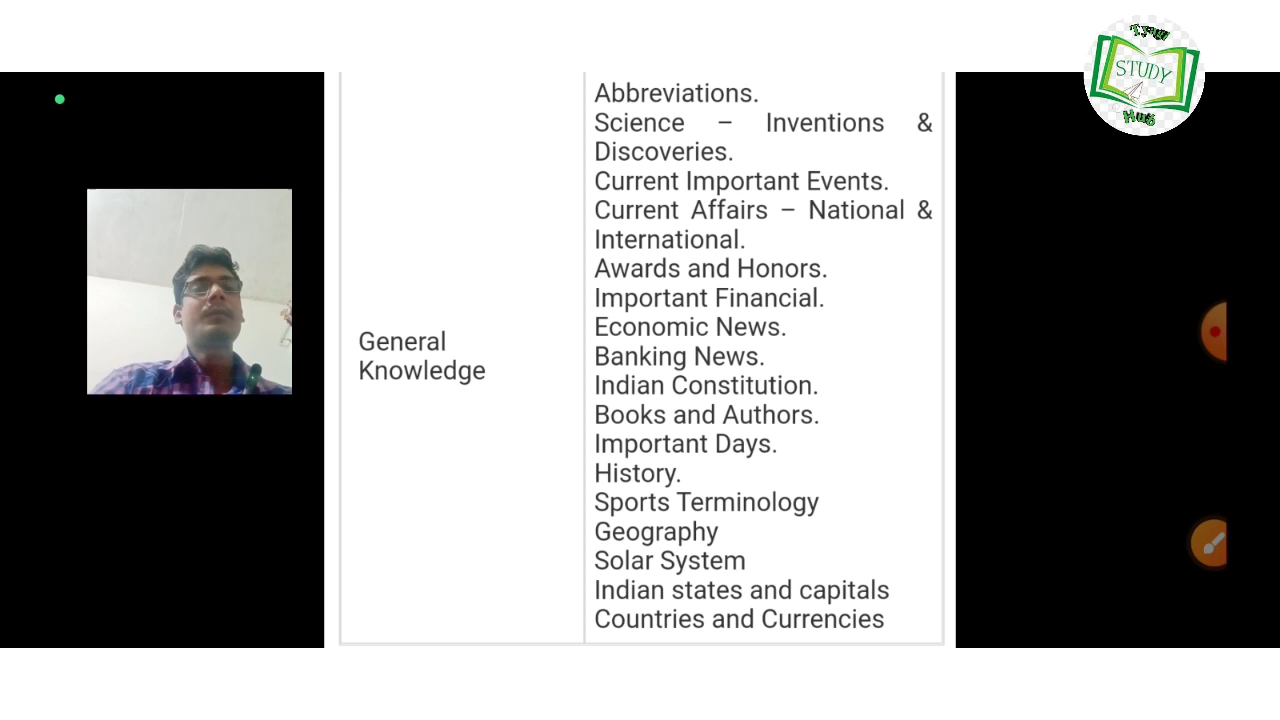 Tyagi
STUDY
HUB
Abbreviations.
Science – Inventions &
Discoveries.
Current Important Events.
Current Affairs – National &
International.
Awards and Honors.
Important Financial.
Economic News.
Banking News.
General
Knowledge
Indian Constitution.
Books and Authors.
Important Days.
History.
Sports Terminology
Geography
Solar System
Indian states and capitals
Countries and Currencies